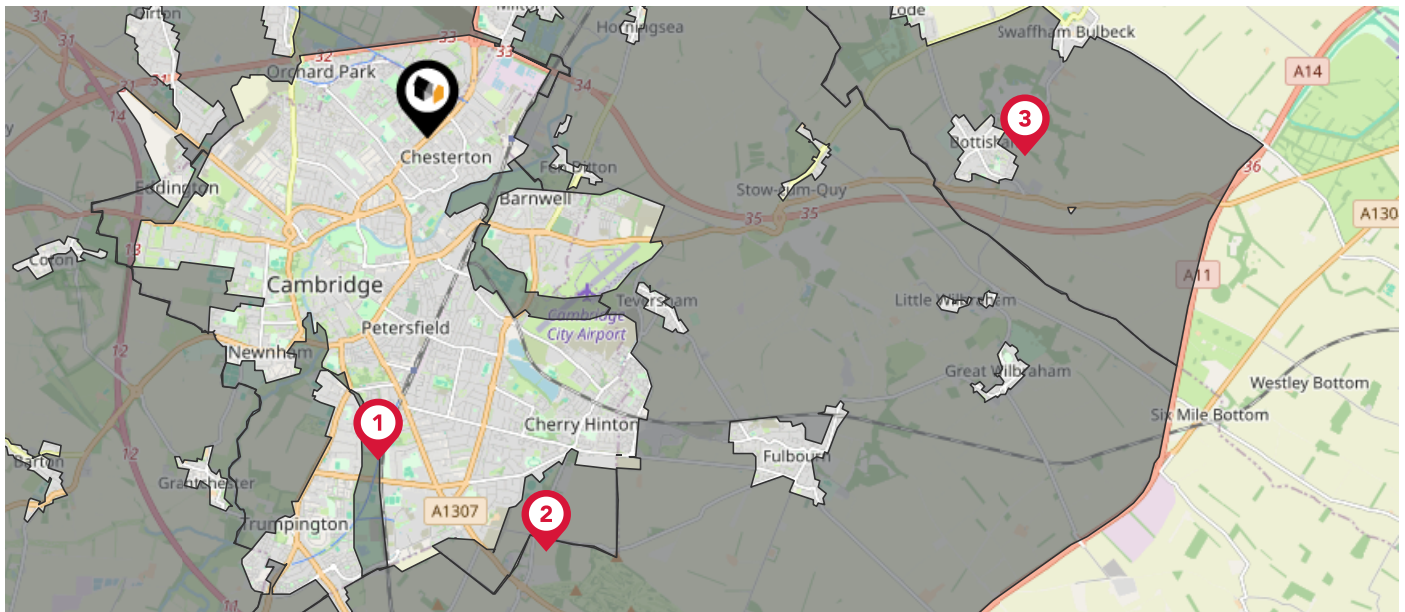 Girton
Milton
Horningsea
Lode
Swaffham Bulbeck
31
31
31
31
32
33
33
34
14
Orchard Park
A14
3
Bottisham
Chesterton
Fen Ditton
36
Eddington
Barnwell
Stow-cum-Quy
A130
35
35
13
Coton
A11
Cambridge
Teversham
Little Wilbraham
Cambridge
City Airport
Petersfield
12
Newnham
Great Wilbraham
Westley Bottom
Six Mile Bottom
1
Cherry Hinton
12
Barton
Fulbourn
Grantchester
A1307
2
Trumpington
11